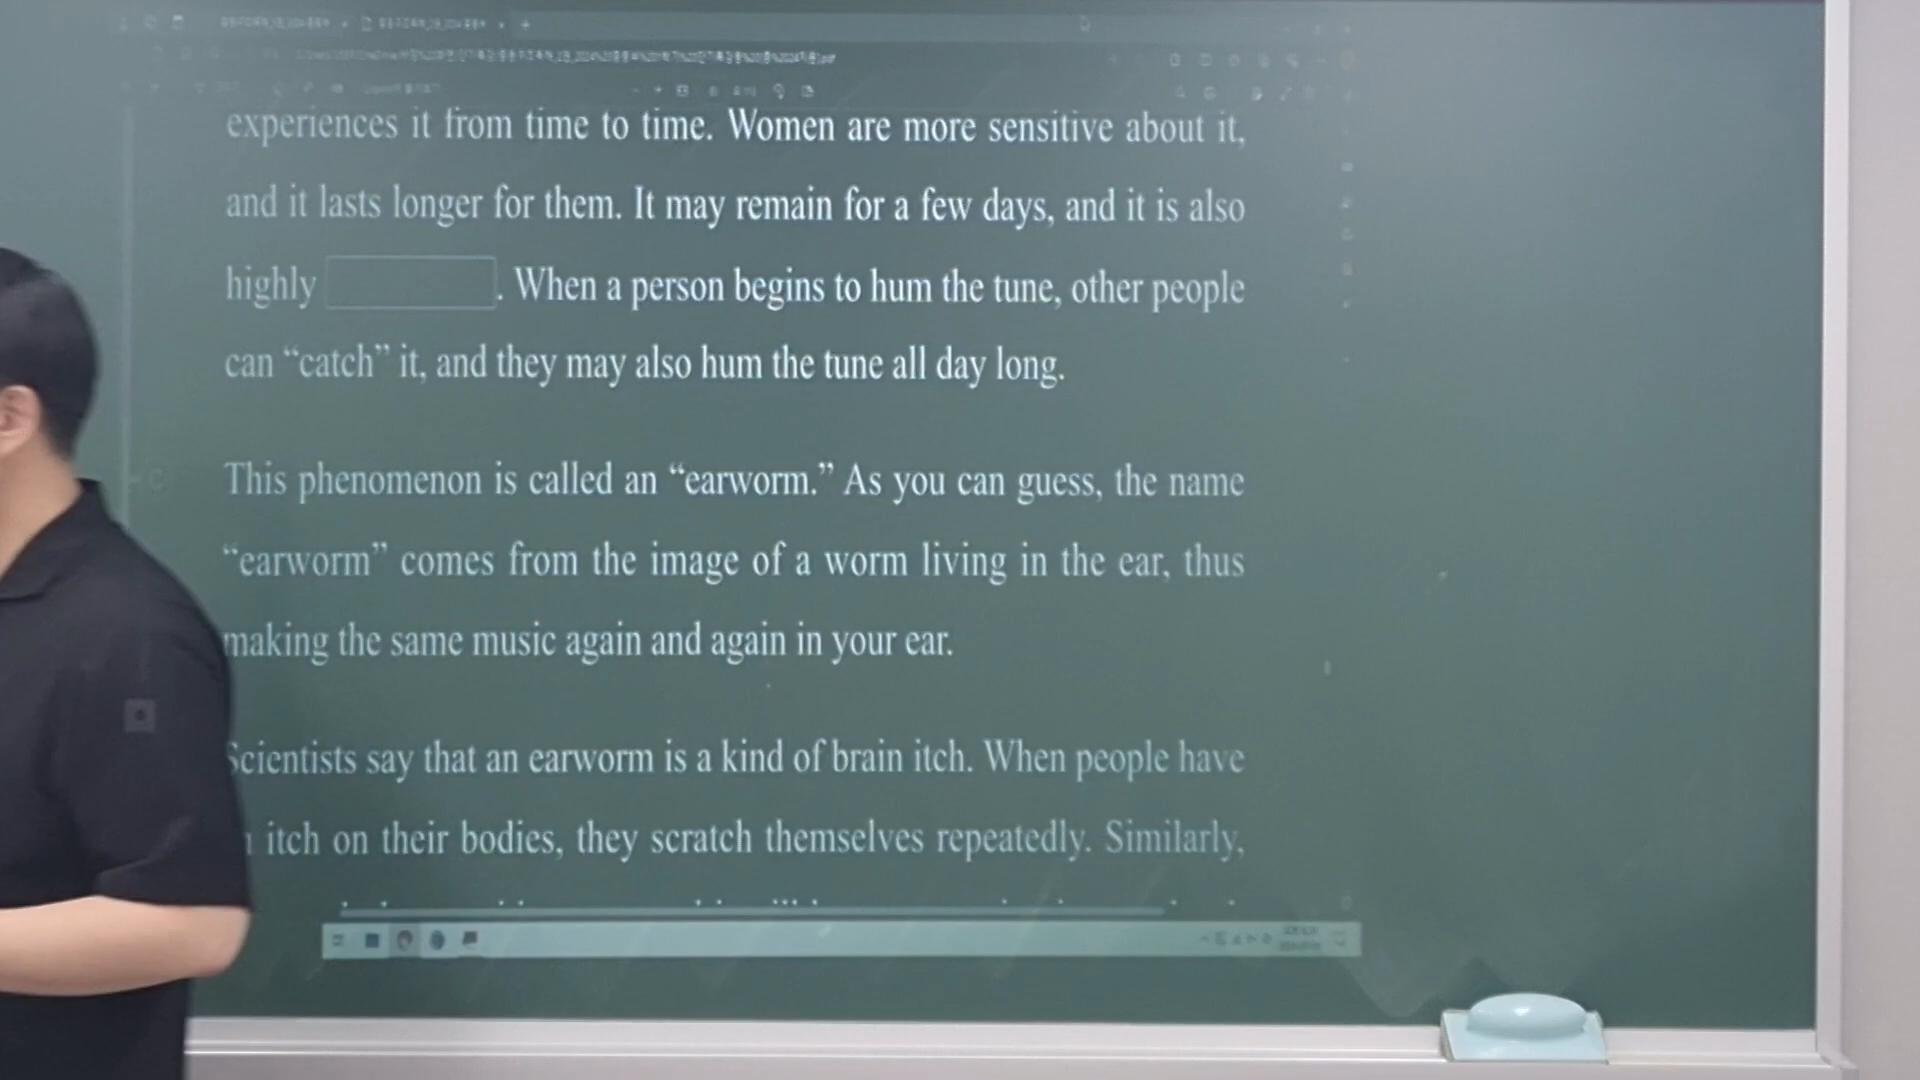 experiences it from time to time. Women are more sensitive about it,
and it lasts longer for them. It may remain for a few days, and it is also
highly . When a person begins to hum the tune, other people
can “catch” it, and they may also hum the tune all day long.
This phenomenon is called an “earworm.” As you can guess, the name
“earworm” comes from the image of a worm living in the ear, thus
making the same music again and again in your ear.
Scientists say that an earworm is a kind of brain itch. When people have
itch on their bodies, they scratch themselves repeatedly. Similarly,